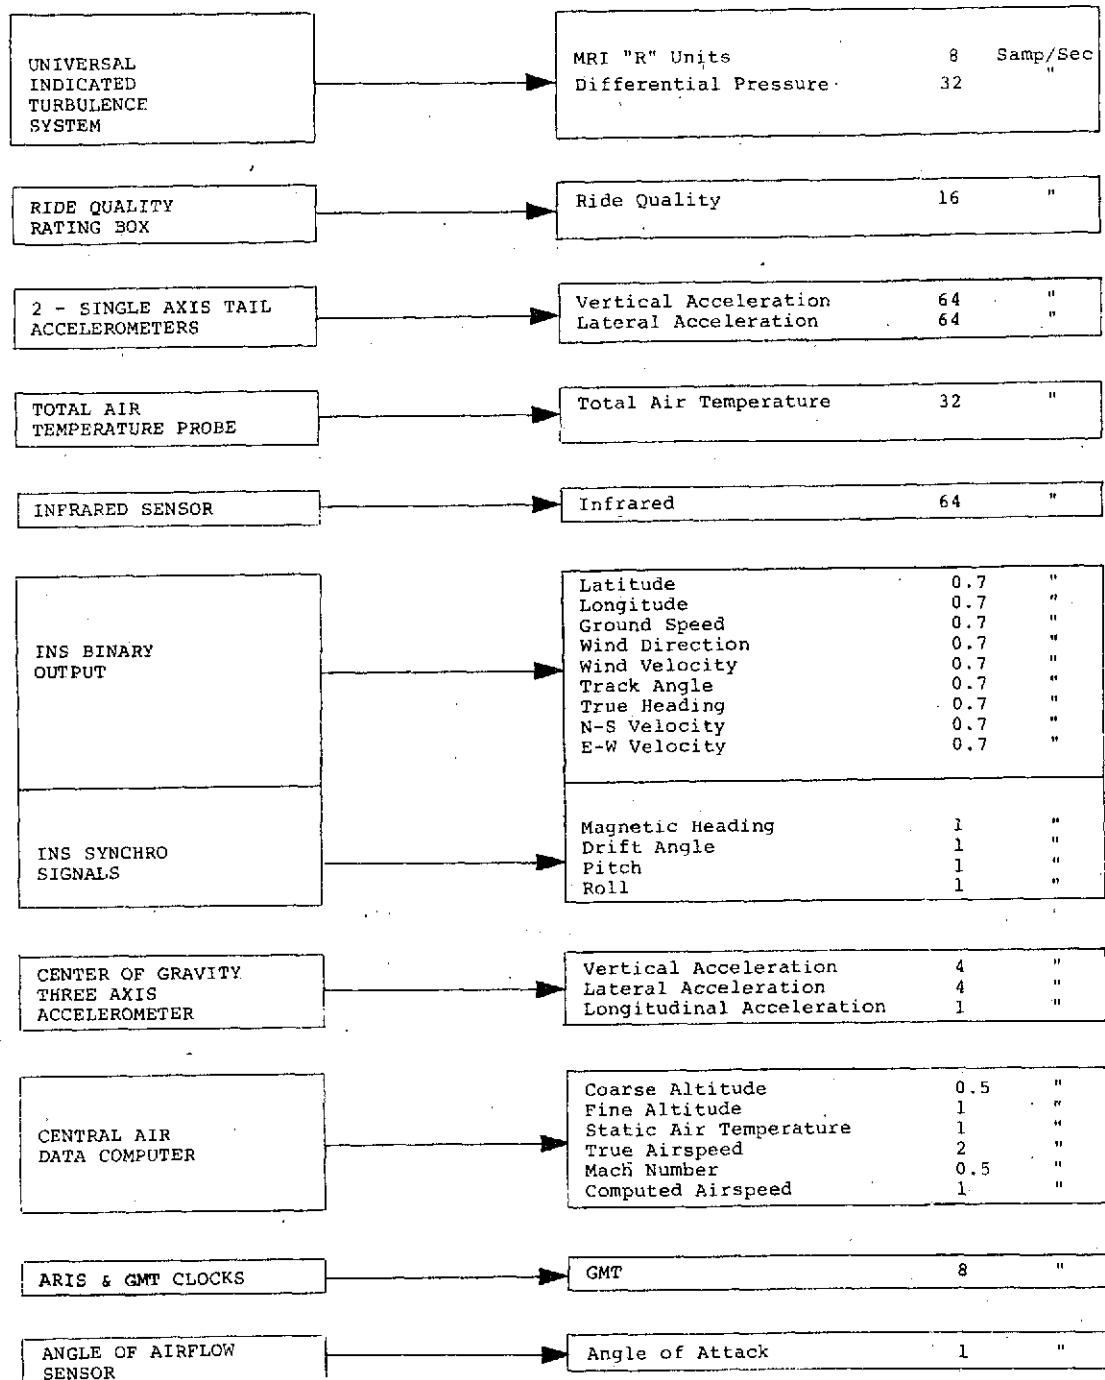 UNIVERSAL
INDICATED
TURBULENCE
SYSTEM
MRI "R" Units 8 Samp/Sec
Differential Pressure 32 "
RIDE QUALITY
RATING BOX
Ride Quality 16 "
2 - SINGLE AXIS TAIL
ACCELEROMETERS
Vertical Acceleration 64 "
Lateral Acceleration 64 "
TOTAL AIR
TEMPERATURE PROBE
Total Air Temperature 32 "
INFRARED SENSOR
Infrared 64 "
INS BINARY
OUTPUT
Latitude 0.7 "
Longitude 0.7 "
Ground Speed 0.7 "
Wind Direction 0.7 "
Wind Velocity 0.7 "
Track Angle 0.7 "
True Heading 0.7 "
N-S Velocity 0.7 "
E-W Velocity 0.7 "
INS SYNCHRO
SIGNALS
Magnetic Heading 1 "
Drift Angle 1 "
Pitch 1 "
Roll 1 "
CENTER OF GRAVITY
THREE AXIS
ACCELEROMETER
Vertical Acceleration 4 "
Lateral Acceleration 4 "
Longitudinal Acceleration 1 "
CENTRAL AIR
DATA COMPUTER
Coarse Altitude 0.5 "
Fine Altitude 1 "
Static Air Temperature 1 "
True Airspeed 2 "
Mach Number 0.5 "
Computed Airspeed 1 "
ARIS & GMT CLOCKS
GMT 8 "
ANGLE OF AIRFLOW
SENSOR
Angle of Attack 1 "